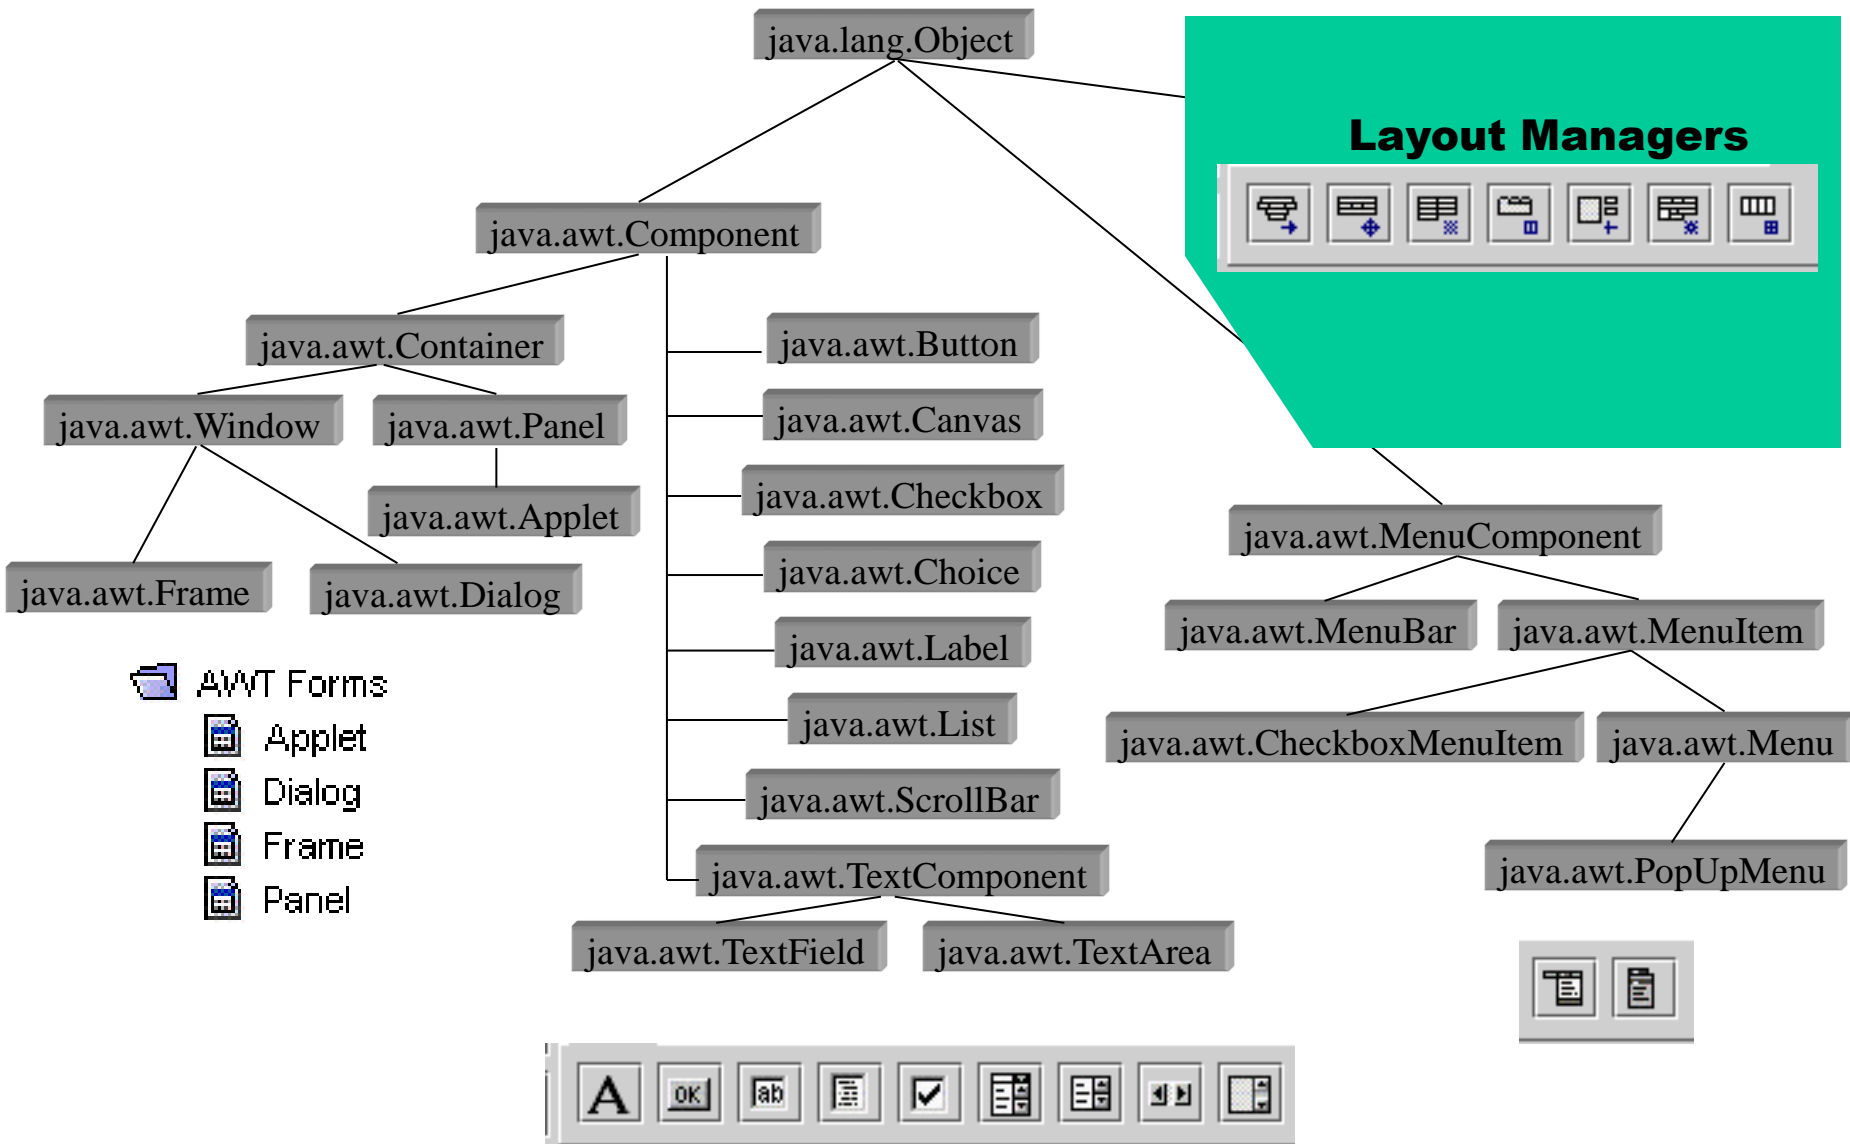 java.lang.Object
Layout Managers
java.awt.Component
java.awt.Container
java.awt.Button
java.awt.Window
java.awt.Panel
java.awt.Canvas
java.awt.Applet
java.awt.Checkbox
java.awt.MenuComponent
java.awt.Frame
java.awt.Dialog
java.awt.Choice
java.awt.MenuBar
java.awt.MenuItem
java.awt.Label
java.awt.List
java.awt.CheckboxMenuItem
java.awt.Menu
java.awt.ScrollBar
java.awt.TextComponent
java.awt.PopUpMenu
java.awt.TextField
java.awt.TextArea
AWT Forms
Applet
Dialog
Frame
Panel
A
OK
ab